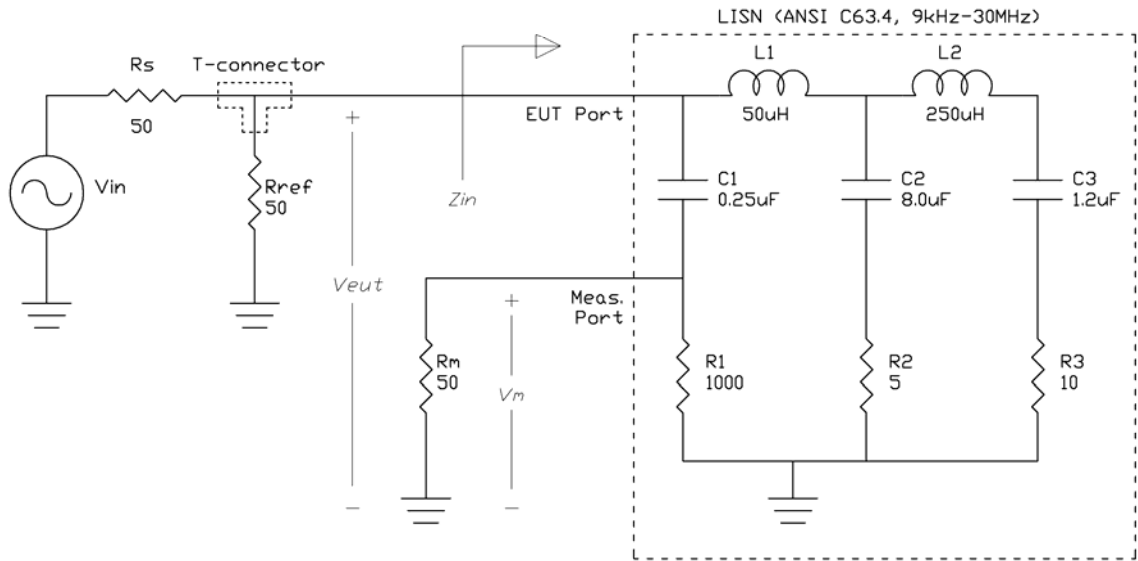 LISN (ANSI C63.4, 9kHz-30MHz)
Rs
T-connector
L1
L2
50
EUT Port
50uH
250uH
Vin
Rref
50
Zin
C1
0.25uF
C2
8.0uF
C3
1.2uF
Veut
Meas.
Port
Rm
50
Vm
R1
1000
R2
5
R3
10